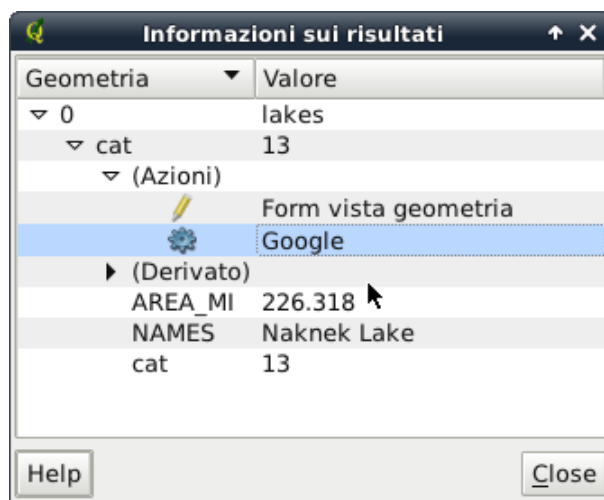 Informazioni sui risultati
Geometria Valore
0 lakes
cat 13
(Azioni)
Form vista geometria
Google
(Derivato)
AREA_MI 226.318
NAMES Naknek Lake
cat 13
Help Close